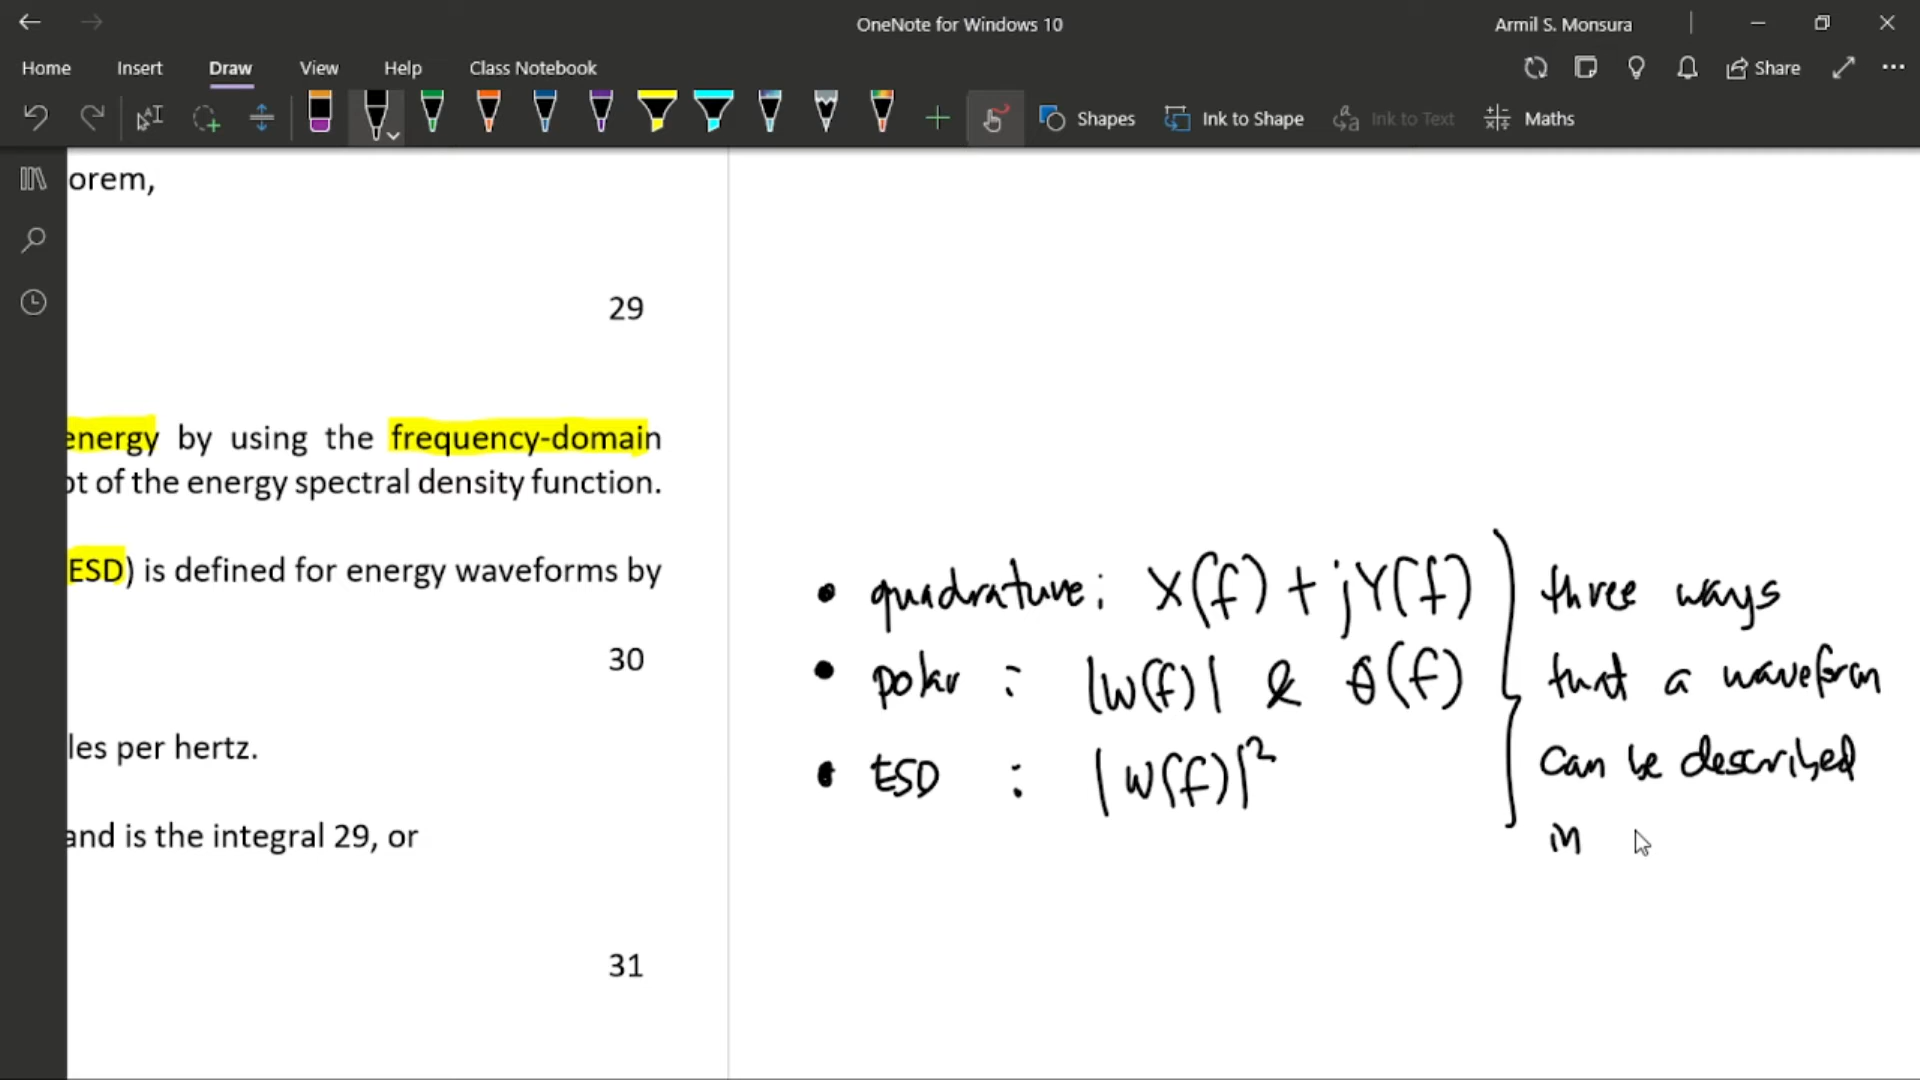 OneNote for Windows 10
Armil S. Monsura
Home Insert Draw View Help Class Notebook
Share
Shapes Ink to Shape Ink to Text Maths
orem,
29
energy by using the frequency-domain
pt of the energy spectral density function.
ESD) is defined for energy waveforms by
30
les per hertz.
and is the integral 29, or
31
• quadrature: X(f) + jY(f)
• polar : |W(f)| & θ(f)
• ESD : |W(f)|²
three ways
that a waveform
can be described
in